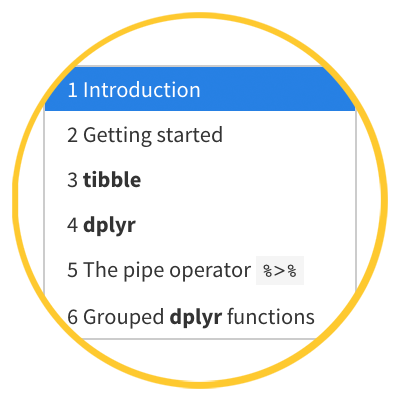 1 Introduction
2 Getting started
3 tibble
4 dplyr
5 The pipe operator %>%
6 Grouped dplyr functions